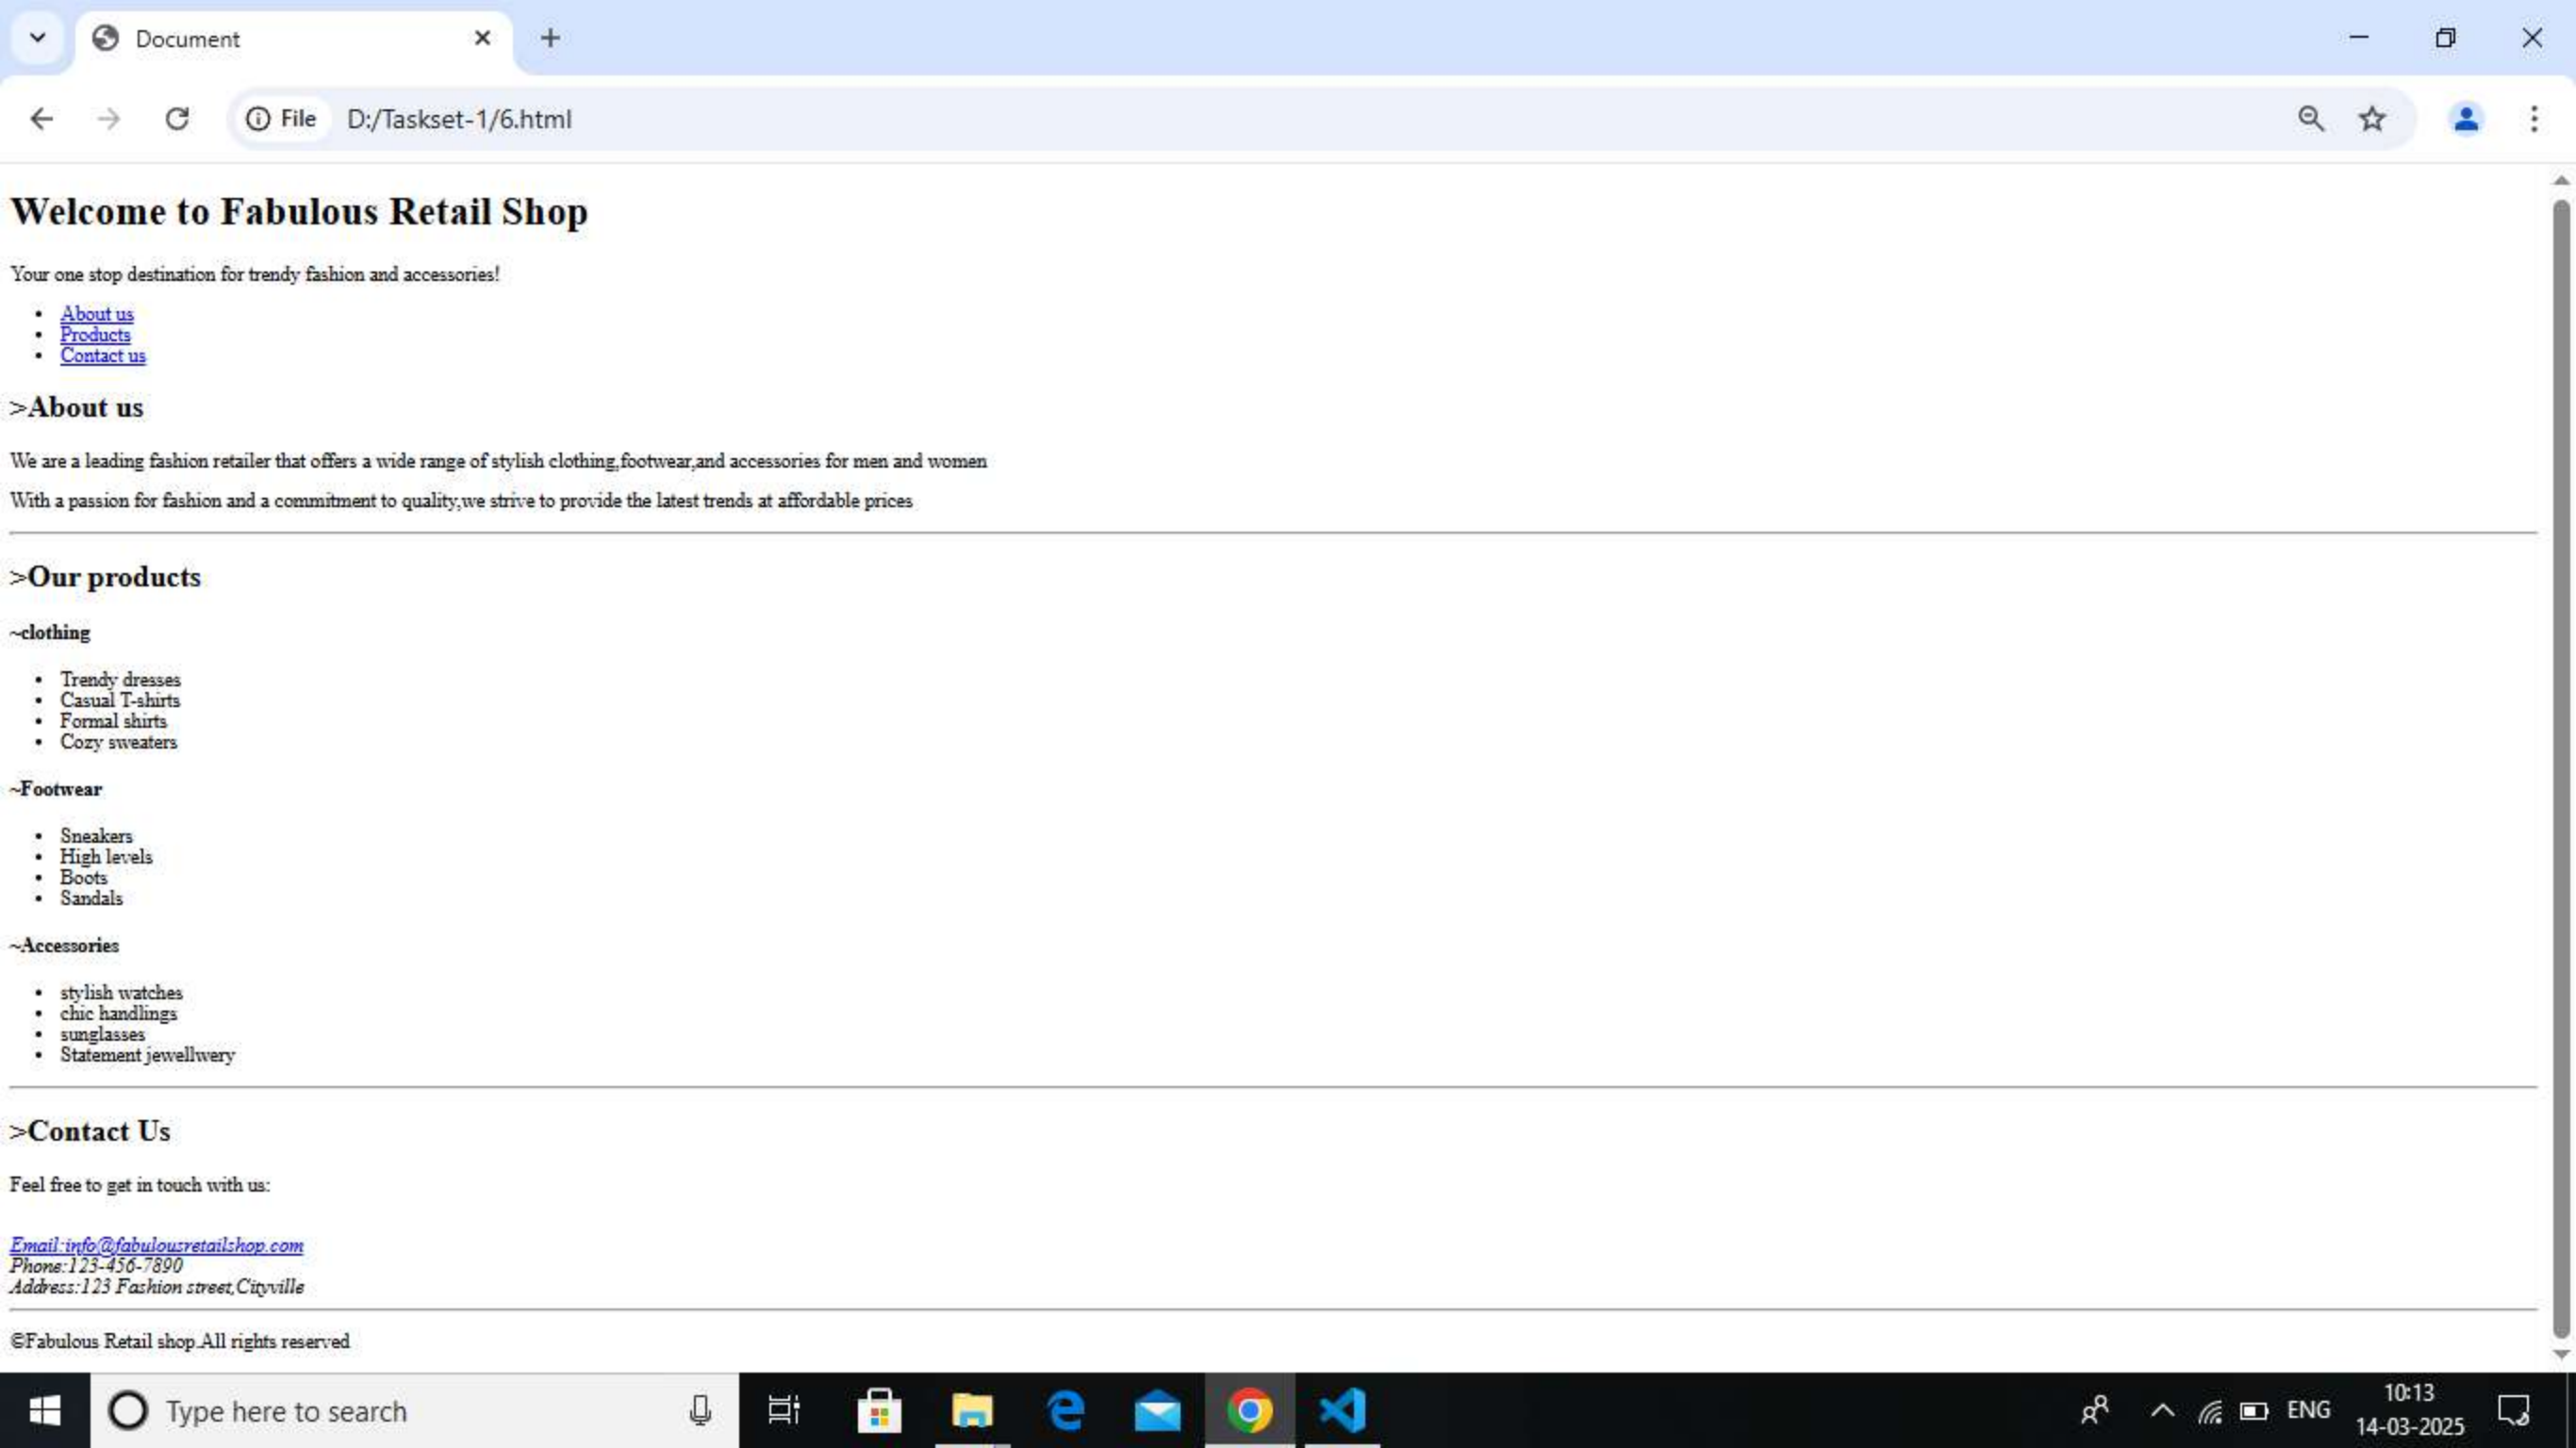 Document
File D:/Taskset-1/6.html
Welcome to Fabulous Retail Shop
Your one stop destination for trendy fashion and accessories!
About us
Products
Contact us
>About us
We are a leading fashion retailer that offers a wide range of stylish clothing,footwear,and accessories for men and women
With a passion for fashion and a commitment to quality,we strive to provide the latest trends at affordable prices
>Our products
~clothing
Trendy dresses
Casual T-shirts
Formal shirts
Cozy sweaters
~Footwear
Sneakers
High levels
Boots
Sandals
~Accessories
stylish watches
chic handlings
sunglasses
Statement jewellwery
>Contact Us
Feel free to get in touch with us:
Email:info@fabulousretailshop.com
Phone:123-456-7890
Address:123 Fashion street,Cityville
©Fabulous Retail shop.All rights reserved
Type here to search
ENG
10:13
14-03-2025